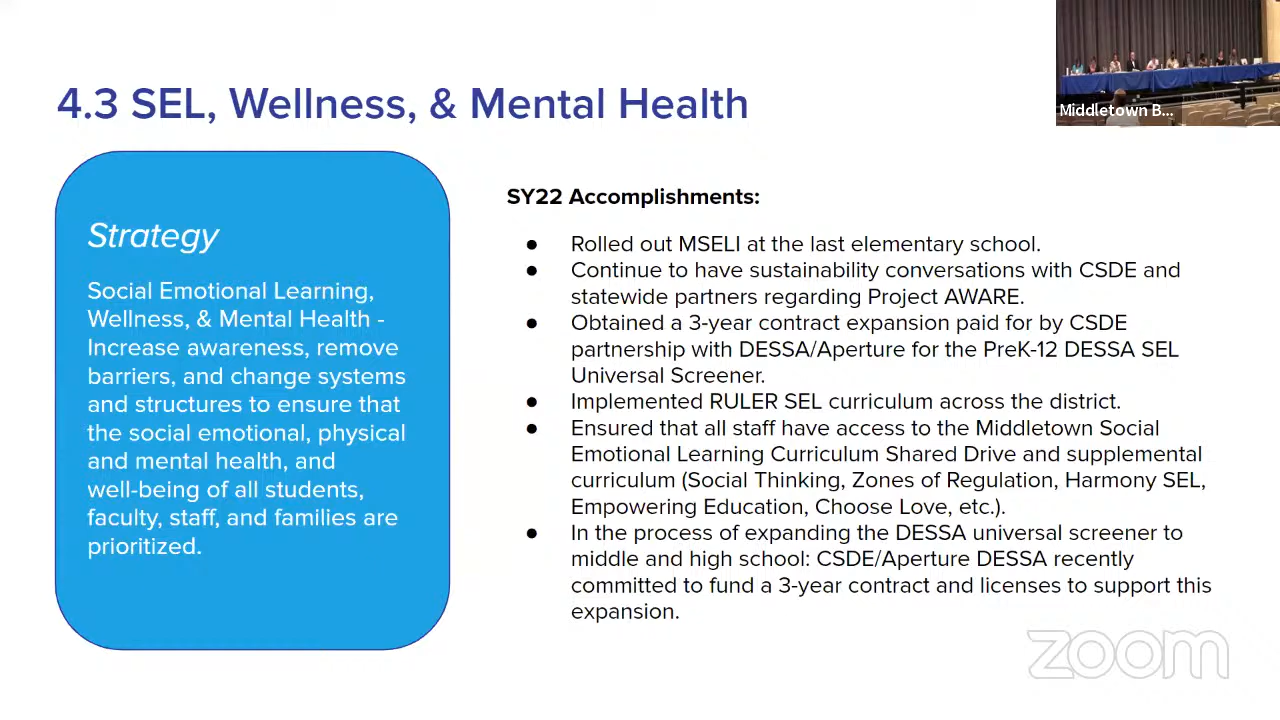 Middletown B...
4.3 SEL, Wellness, & Mental Health
Strategy
Social Emotional Learning,
Wellness, & Mental Health -
Increase awareness, remove
barriers, and change systems
and structures to ensure that
the social emotional, physical
and mental health, and
well-being of all students,
faculty, staff, and families are
prioritized.
SY22 Accomplishments:
● Rolled out MSELI at the last elementary school.
● Continue to have sustainability conversations with CSDE and
statewide partners regarding Project AWARE.
● Obtained a 3-year contract expansion paid for by CSDE
partnership with DESSA/Aperture for the PreK-12 DESSA SEL
Universal Screener.
● Implemented RULER SEL curriculum across the district.
● Ensured that all staff have access to the Middletown Social
Emotional Learning Curriculum Shared Drive and supplemental
curriculum (Social Thinking, Zones of Regulation, Harmony SEL,
Empowering Education, Choose Love, etc.).
● In the process of expanding the DESSA universal screener to
middle and high school: CSDE/Aperture DESSA recently
committed to fund a 3-year contract and licenses to support this
expansion.
zoom